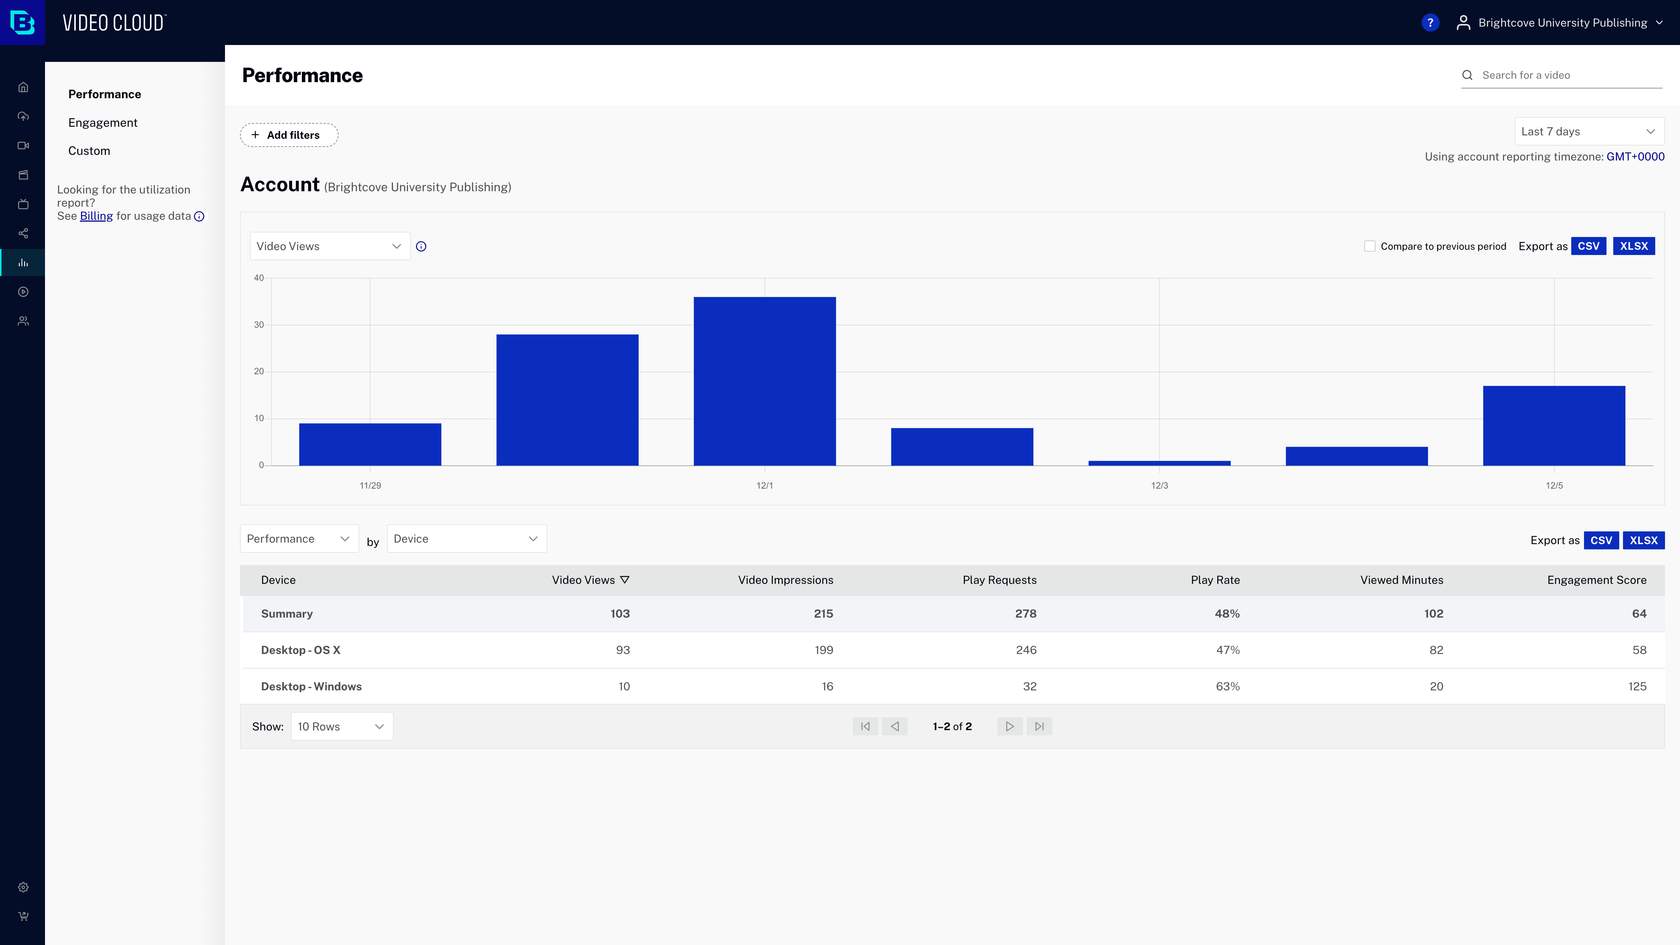 VIDEO CLOUD
?
Brightcove University Publishing
Performance
Engagement
Custom
Looking for the utilization
report?
See Billing for usage data
Performance
Search for a video
+ Add filters
Last 7 days
Using account reporting timezone: GMT+0000
Account (Brightcove University Publishing)
Video Views
Compare to previous period
Export as CSV XLSX
40
30
20
10
0
11/29 12/1 12/3 12/5
Performance by Device
Export as CSV XLSX
Device Video Views Video Impressions Play Requests Play Rate Viewed Minutes Engagement Score
Summary 103 215 278 48% 102 64
Desktop - OS X 93 199 246 47% 82 58
Desktop - Windows 10 16 32 63% 20 125
Show: 10 Rows
1–2 of 2